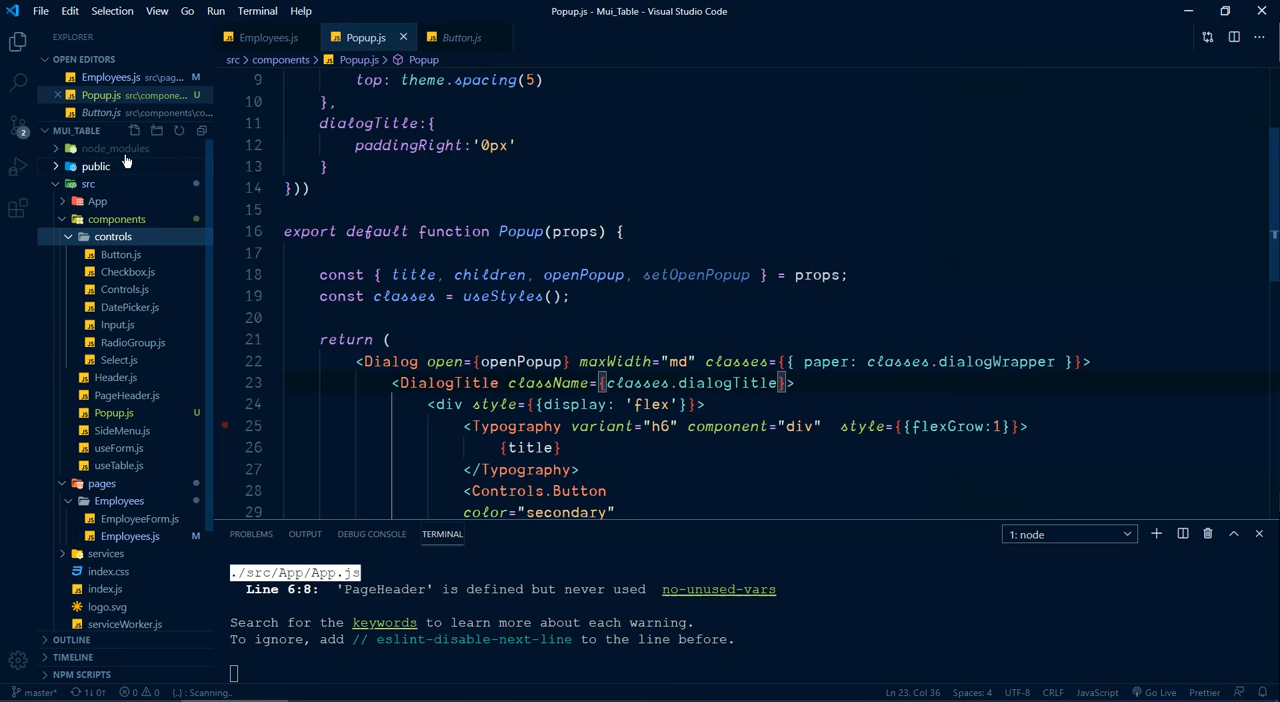 File Edit Selection View Go Run Terminal Help
Popup.js - Mui_Table - Visual Studio Code
EXPLORER
OPEN EDITORS
Employees.js src\pag... M
Popup.js src\compone... U
Button.js src\components\co...
MUI_TABLE
node_modules
public
src
App
components
controls
Button.js
Checkbox.js
Controls.js
DatePicker.js
Input.js
RadioGroup.js
Select.js
Header.js
PageHeader.js
Popup.js U
SideMenu.js
useForm.js
useTable.js
pages
Employees
EmployeeForm.js
Employees.js M
services
index.css
index.js
logo.svg
serviceWorker.js
OUTLINE
TIMELINE
NPM SCRIPTS
2
Employees.js Popup.js Button.js
src > components > Popup.js > Popup
9 top: theme.spacing(5)
10 },
11 dialogTitle:{
12 paddingRight:'0px'
13 }
14 }))
15
16 export default function Popup(props) {
17
18 const { title, children, openPopup, setOpenPopup } = props;
19 const classes = useStyles();
20
21 return (
22 <Dialog open={openPopup} maxWidth="md" classes={{ paper: classes.dialogWrapper }}>
23 <DialogTitle className={classes.dialogTitle}>
24 <div style={{display: 'flex'}}>
25 <Typography variant="h6" component="div" style={{flexGrow:1}}>
26 {title}
27 </Typography>
28 <Controls.Button
29 color="secondary"
PROBLEMS OUTPUT DEBUG CONSOLE TERMINAL
1: node
./src/App/App.js
Line 6:8: 'PageHeader' is defined but never used no-unused-vars
Search for the keywords to learn more about each warning.
To ignore, add // eslint-disable-next-line to the line before.
master* 1↓ 0↑ 0 0 {..} : Scanning..
Ln 23, Col 36 Spaces: 4 UTF-8 CRLF JavaScript Go Live Prettier